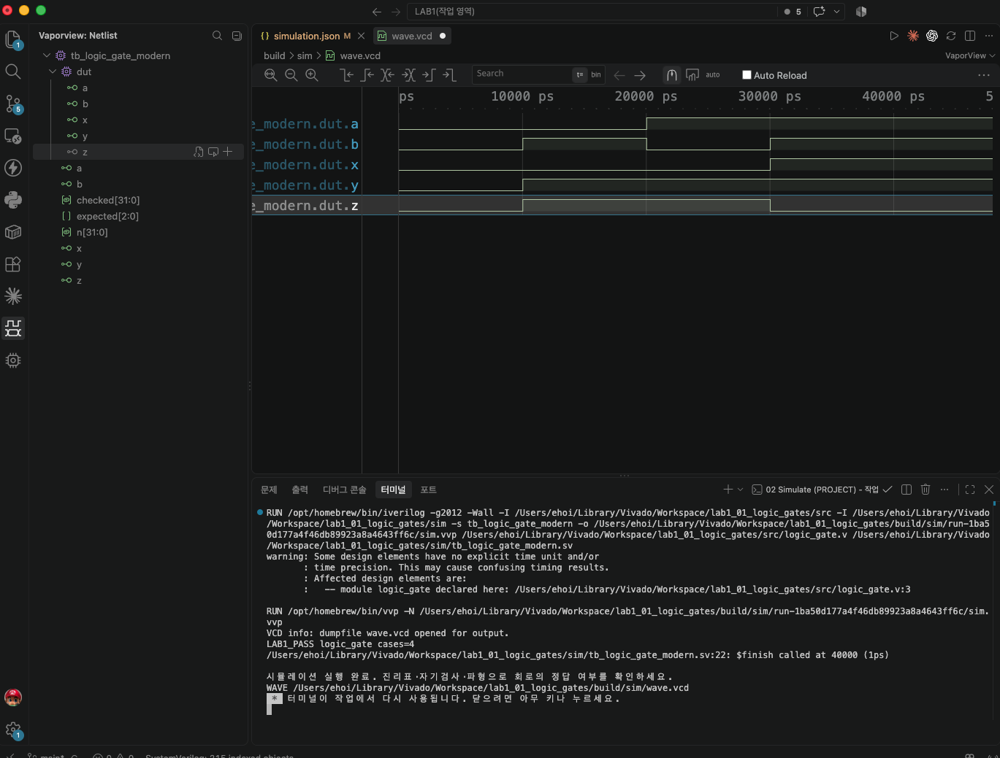 LAB1(작업 영역)
5
Vaporview: Netlist
{} simulation.json M
wave.vcd
build > sim > wave.vcd
VaporView
Search
bin
auto
Auto Reload
tb_logic_gate_modern
dut
a
b
x
y
z
a
b
checked[31:0]
expected[2:0]
n[31:0]
x
y
z
1
5
ps 10000 ps 20000 ps 30000 ps 40000 ps 5
e_modern.dut.a
e_modern.dut.b
e_modern.dut.x
e_modern.dut.y
e_modern.dut.z
문제 출력 디버그 콘솔 터미널 포트
02 Simulate (PROJECT) - 작업
RUN /opt/homebrew/bin/iverilog -g2012 -Wall -I /Users/ehoi/Library/Vivado/Workspace/lab1_01_logic_gates/src -I /Users/ehoi/Library/Vivado
/Workspace/lab1_01_logic_gates/sim -s tb_logic_gate_modern -o /Users/ehoi/Library/Vivado/Workspace/lab1_01_logic_gates/build/sim/run-1ba5
0d177a4f46db89923a8a4643ff6c/sim.vvp /Users/ehoi/Library/Vivado/Workspace/lab1_01_logic_gates/src/logic_gate.v /Users/ehoi/Library/Vivado
/Workspace/lab1_01_logic_gates/sim/tb_logic_gate_modern.sv
warning: Some design elements have no explicit time unit and/or
: time precision. This may cause confusing timing results.
: Affected design elements are:
: -- module logic_gate declared here: /Users/ehoi/Library/Vivado/Workspace/lab1_01_logic_gates/src/logic_gate.v:3
RUN /opt/homebrew/bin/vvp -N /Users/ehoi/Library/Vivado/Workspace/lab1_01_logic_gates/build/sim/run-1ba50d177a4f46db89923a8a4643ff6c/sim.
vvp
VCD info: dumpfile wave.vcd opened for output.
LAB1_PASS logic_gate cases=4
/Users/ehoi/Library/Vivado/Workspace/lab1_01_logic_gates/sim/tb_logic_gate_modern.sv:22: $finish called at 40000 (1ps)
시뮬레이션 실행 완료. 진리표·자기검사·파형으로 회로의 정답 여부를 확인하세요.
WAVE /Users/ehoi/Library/Vivado/Workspace/lab1_01_logic_gates/build/sim/wave.vcd
* 터미널이 작업에서 다시 사용됩니다. 닫으려면 아무 키나 누르세요.
1
main* 0 0 SystemVerilog: 315 indexed objects